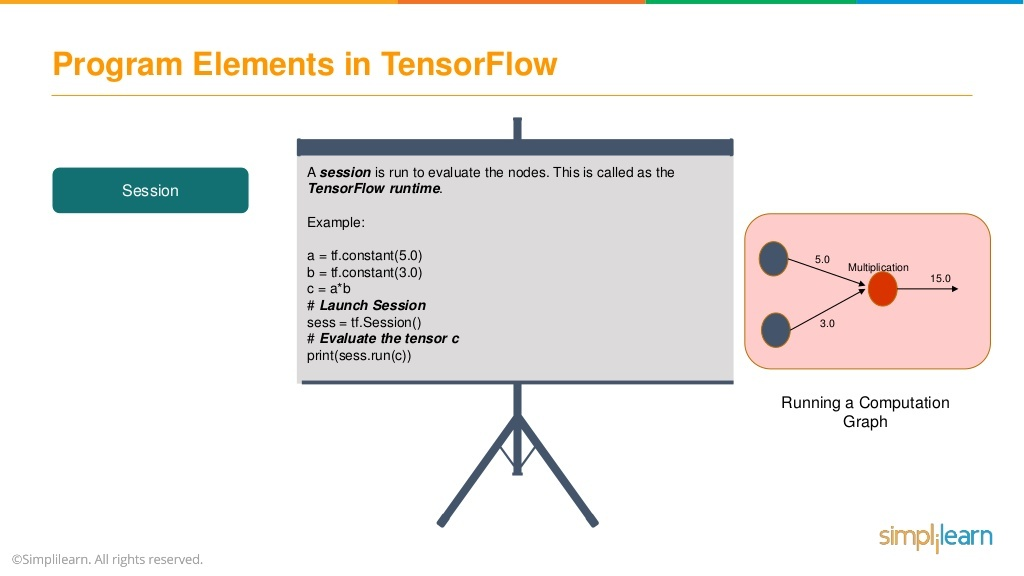 Program Elements in TensorFlow
Session
A session is run to evaluate the nodes. This is called as the
TensorFlow runtime.
Example:
a = tf.constant(5.0)
b = tf.constant(3.0)
c = a*b
# Launch Session
sess = tf.Session()
# Evaluate the tensor c
print(sess.run(c))
5.0
Multiplication
15.0
3.0
Running a Computation
Graph
©Simplilearn. All rights reserved.
simplilearn